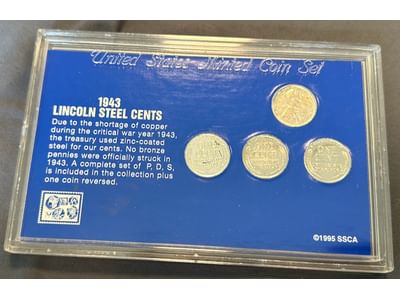 United States Minted Coin Set
1943
LINCOLN STEEL CENTS
Due to the shortage of copper
during the critical war year 1943,
the treasury used zinc-coated
steel for our cents. No bronze
pennies were officially struck in
1943. A complete set of P, D, S,
is included in the collection plus
one coin reversed.
©1995 SSCA